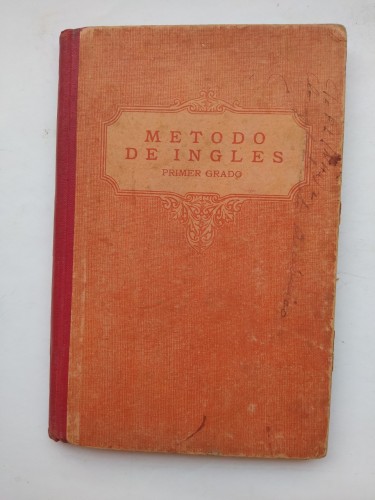 METODO
DE INGLES
PRIMER GRADO